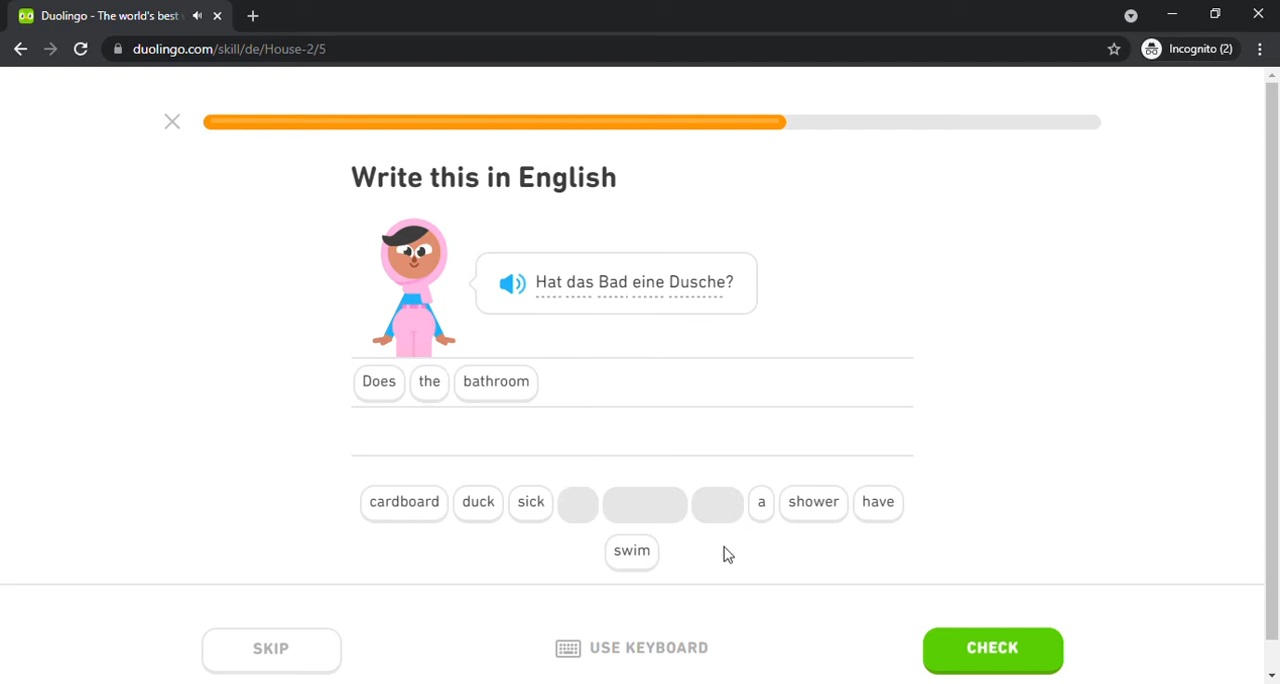 Duolingo - The world's best
duolingo.com/skill/de/House-2/5
Incognito (2)
Write this in English
Hat das Bad eine Dusche?
Does the bathroom
cardboard duck sick a shower have
swim
SKIP
USE KEYBOARD
CHECK